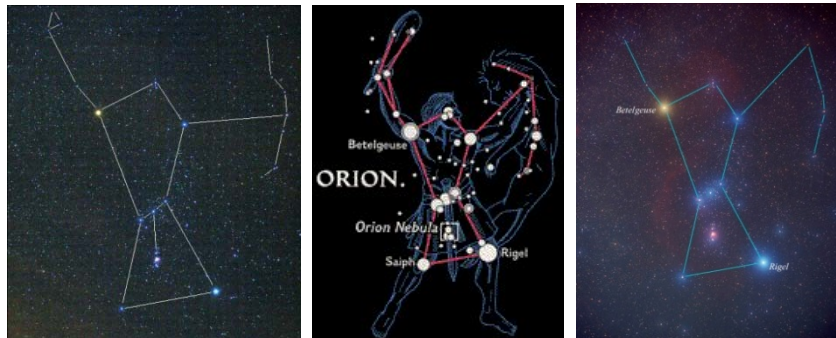 Betelgeuse
ORION.
Orion Nebula
Saiph
Rigel
Betelgeuse
Rigel